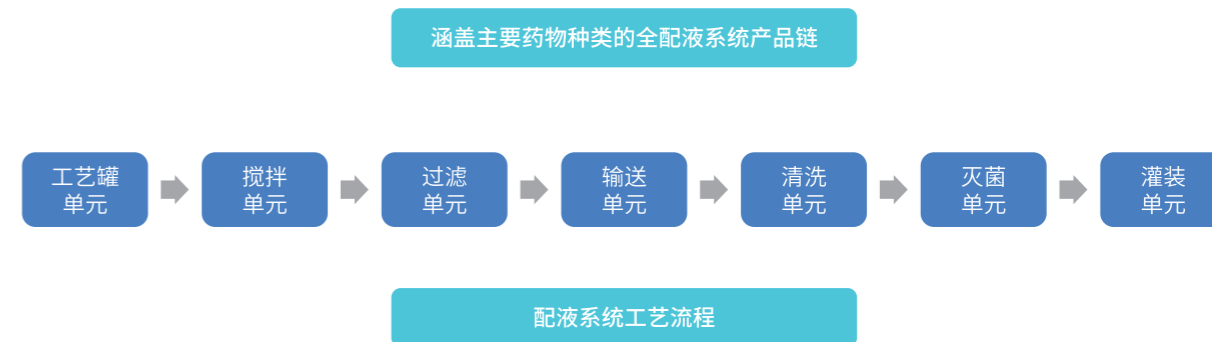 涵盖主要药物种类的全配液系统产品链
工艺罐
单元
搅拌
单元
过滤
单元
输送
单元
清洗
单元
灭菌
单元
灌装
单元
配液系统工艺流程